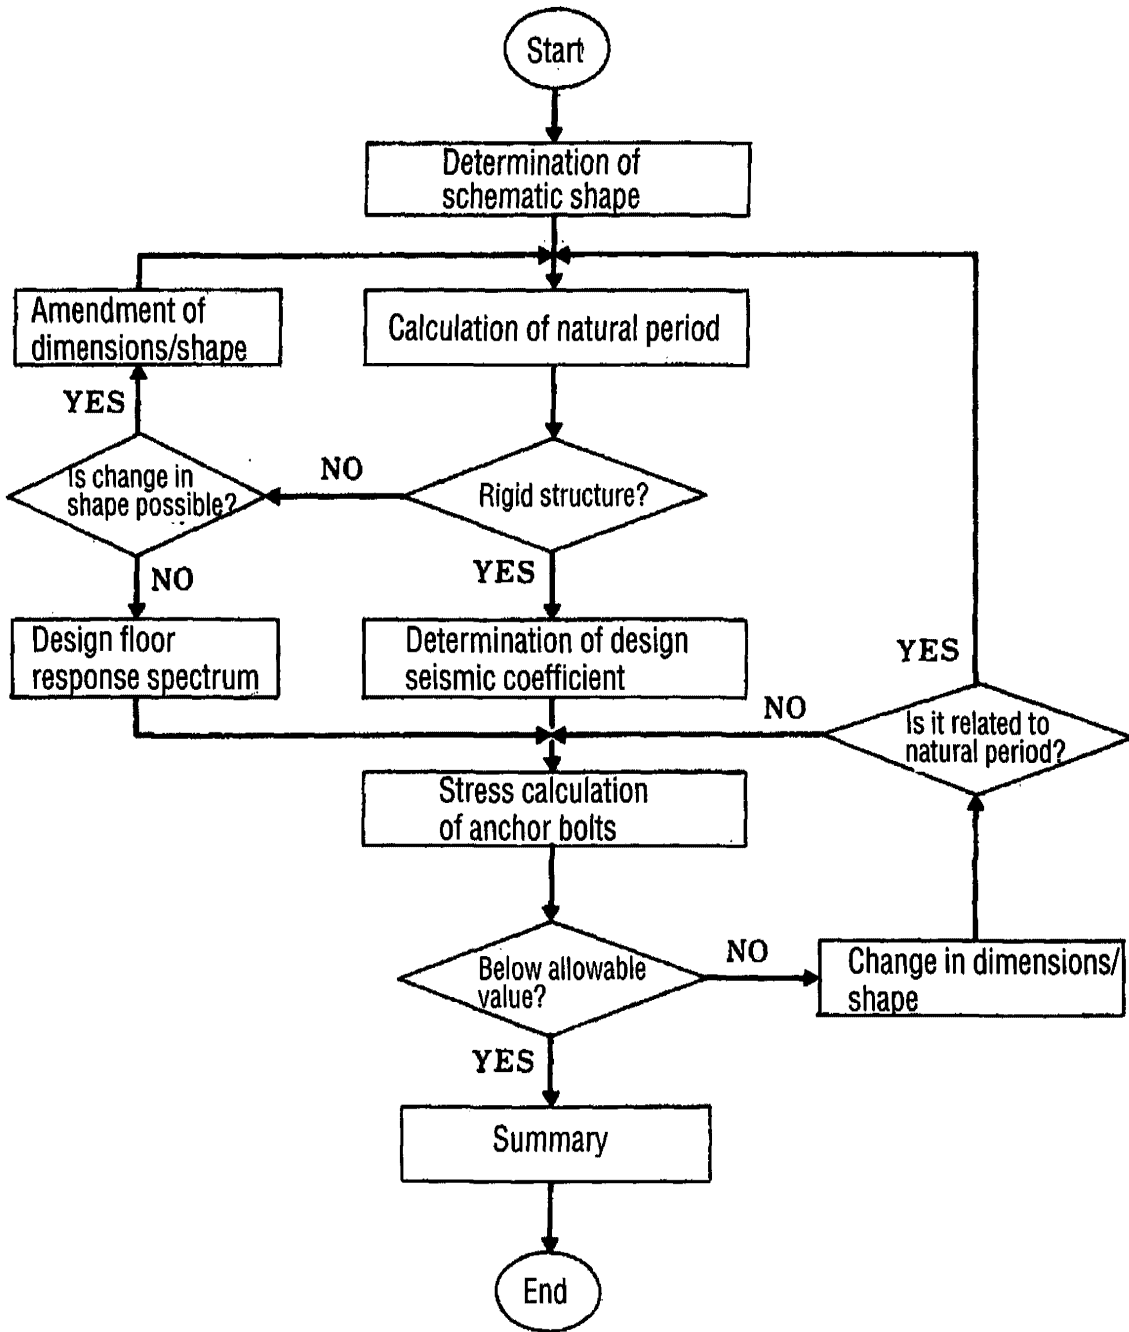 Start
Determination of
schematic shape
Amendment of
dimensions/shape
Calculation of natural period
YES
Is change in
shape possible?
NO
Rigid structure?
NO
YES
Design floor
response spectrum
Determination of design
seismic coefficient
YES
NO
Is it related to
natural period?
Stress calculation
of anchor bolts
Below allowable
value?
NO
Change in dimensions/
shape
YES
Summary
End